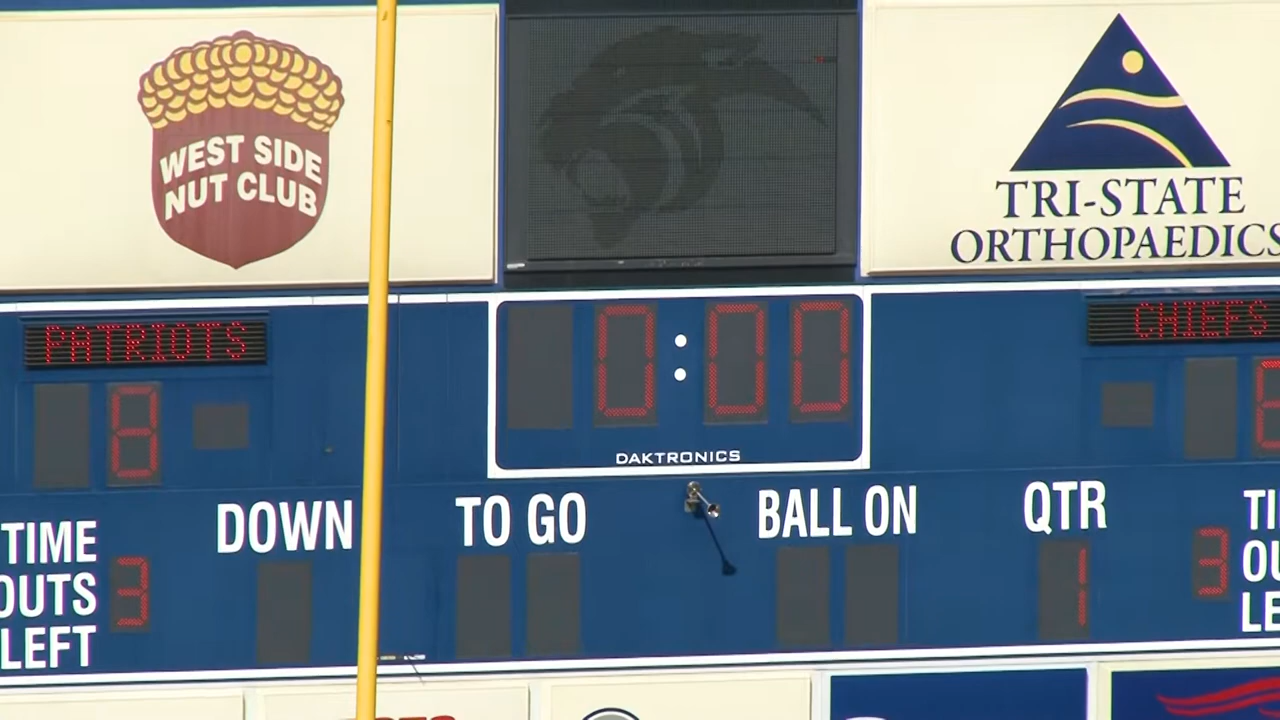 WEST SIDE
NUT CLUB
TRI-STATE
ORTHOPAEDICS
PATRIOTS
0:00
CHIEFS
DAKTRONICS
TIME
OUTS
LEFT
3
DOWN
TO GO
BALL ON
QTR
1
3